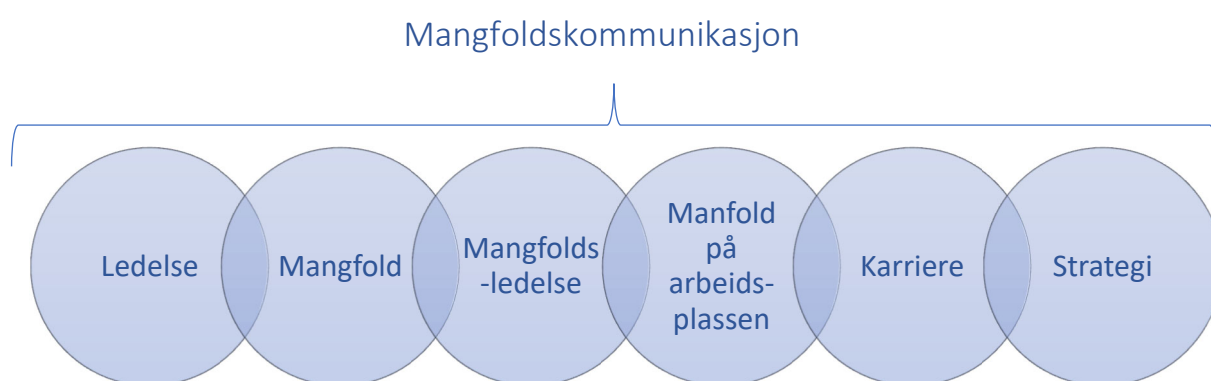 Mangfoldskommunikasjon
Ledelse
Mangfold
Mangfolds
-ledelse
Manfold
på
arbeids-
plassen
Karriere
Strategi